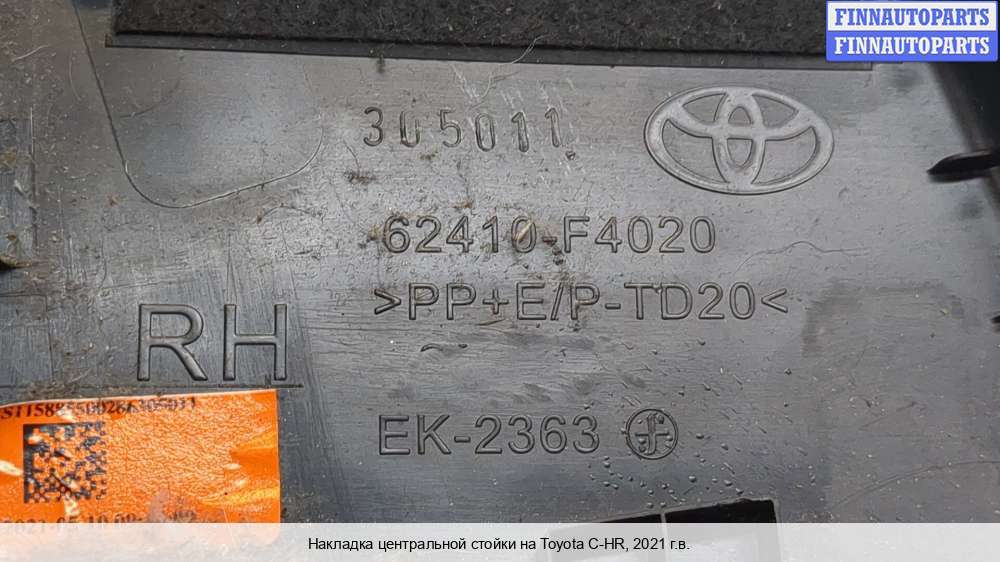 FINNAUTOPARTS
FINNAUTOPARTS
305011
62410-F4020
>PP+E/P-TD20<
RH
EK-2363
Накладка центральной стойки на Toyota C-HR, 2021 г.в.